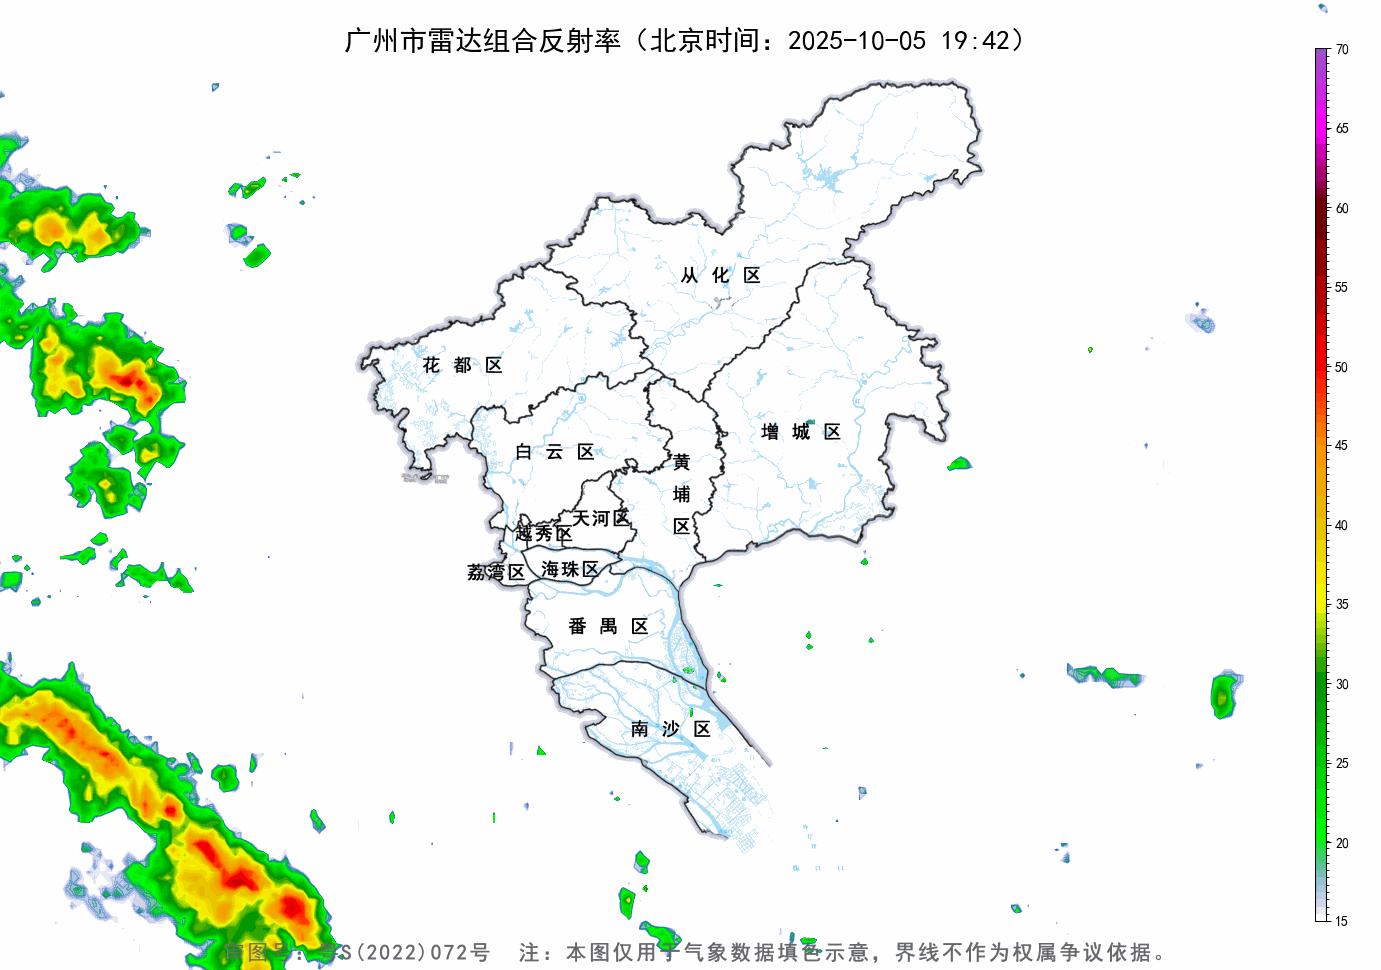 广州市雷达组合反射率（北京时间：2025-10-05 19:42）
70
65
60
55
50
45
40
35
30
25
20
15
从化区
花都区
增城区
白云区
黄埔区
天河区
越秀区
荔湾区
海珠区
番禺区
南沙区
审图号：粤S(2022)072号 注：本图仅用于气象数据填色示意，界线不作为权属争议依据。